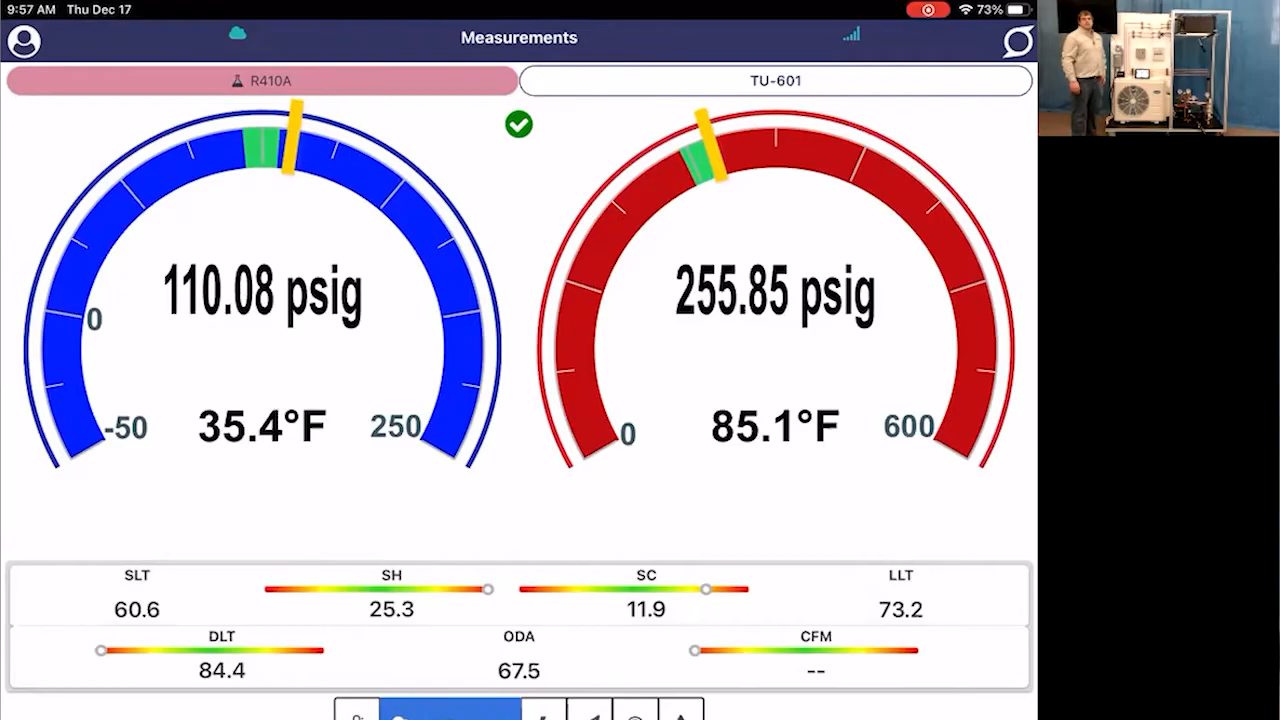 9:57 AM Thu Dec 17 73%
Measurements
R410A TU-601
110.08 psig 255.85 psig
0
35.4°F 85.1°F
-50 250 0 600
SLT SH SC LLT
60.6 25.3 11.9 73.2
DLT ODA CFM
84.4 67.5 --